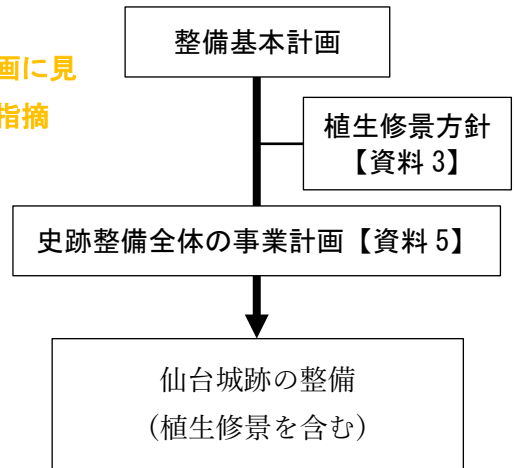 整備基本計画
画に見
指摘
植生修景方針
【資料 3】
史跡整備全体の事業計画【資料 5】
仙台城跡の整備
（植生修景を含む）